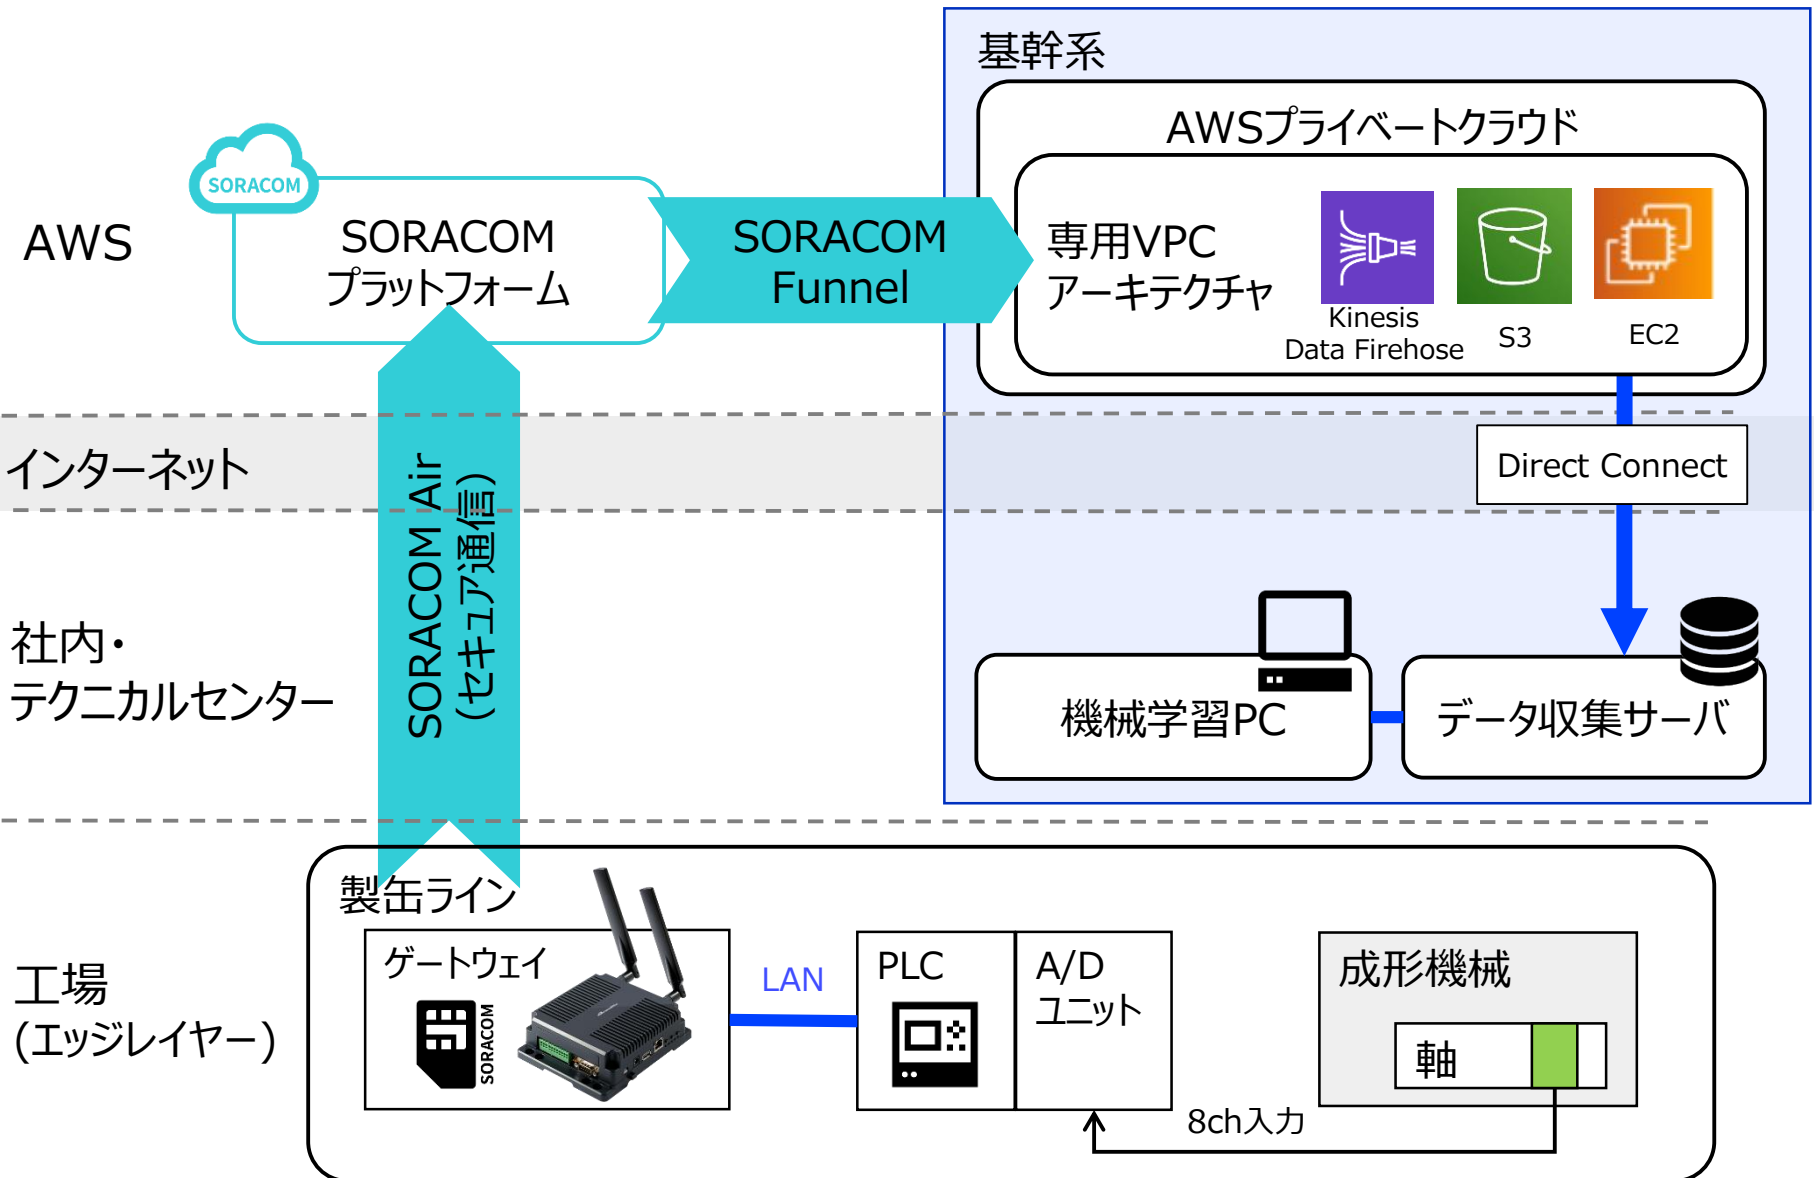 基幹系
AWSプライベートクラウド
SORACOM
AWS
SORACOM
プラットフォーム
SORACOM
Funnel
専用VPC
アーキテクチャ
Kinesis
Data Firehose
S3
EC2
インターネット
Direct Connect
SORACOM Air
(セキュア通信)
社内・
テクニカルセンター
機械学習PC
データ収集サーバ
製缶ライン
工場
(エッジレイヤー)
ゲートウェイ
SORACOM
LAN
PLC
A/D
ユニット
成形機械
軸
8ch入力